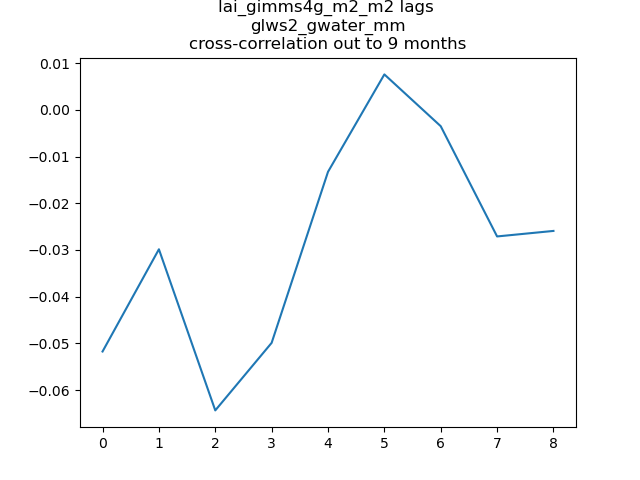 lai_gimms4g_m2_m2 lags
glws2_gwater_mm
cross-correlation out to 9 months
0.01
0.00
−0.01
−0.02
−0.03
−0.04
−0.05
−0.06
0 1 2 3 4 5 6 7 8